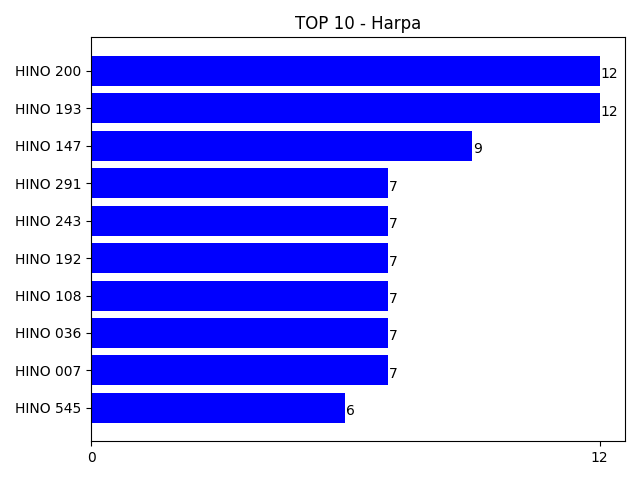 TOP 10 - Harpa
HINO 200 12
HINO 193 12
HINO 147 9
HINO 291 7
HINO 243 7
HINO 192 7
HINO 108 7
HINO 036 7
HINO 007 7
HINO 545 6
0 12